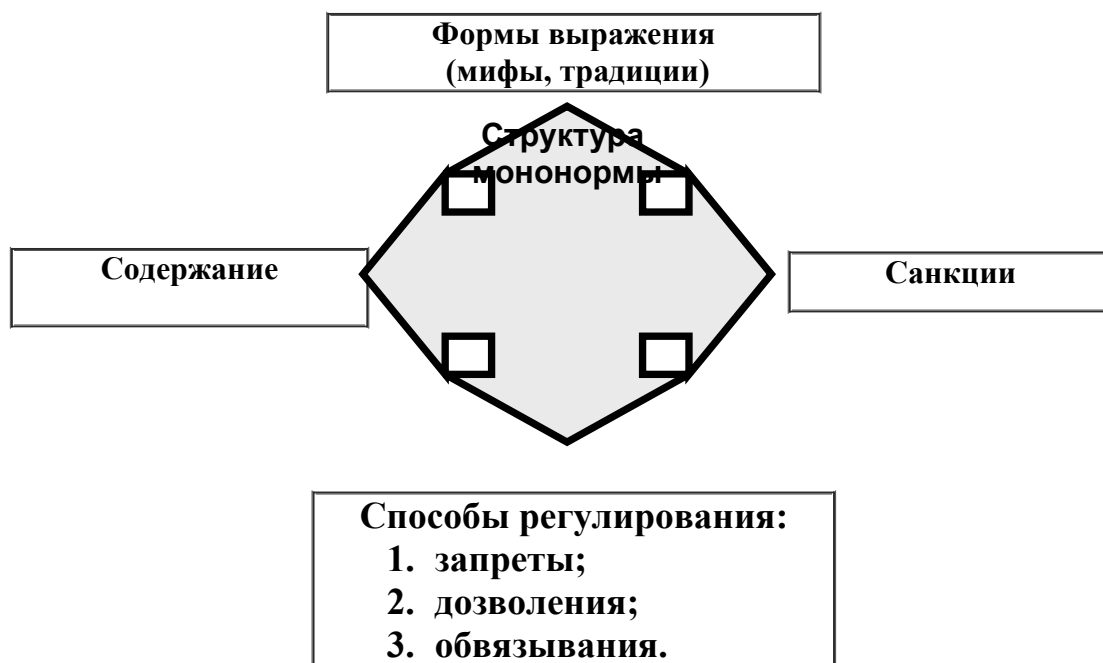 Формы выражения
(мифы, традиции)
Структура
мононормы
Содержание
Санкции
Способы регулирования:
1. запреты;
2. дозволения;
3. обвязывания.